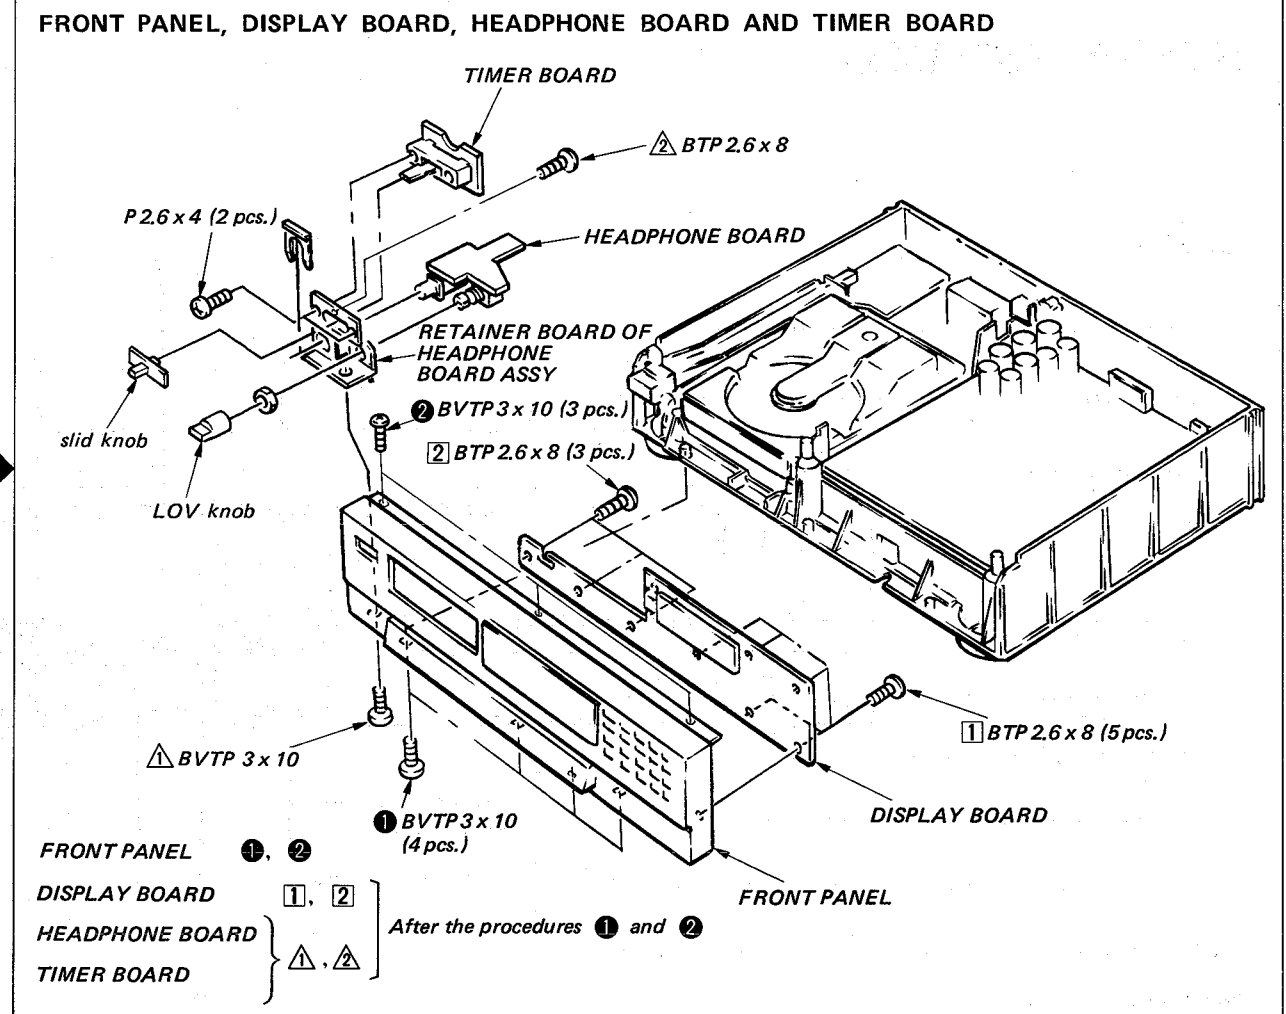 FRONT PANEL, DISPLAY BOARD, HEADPHONE BOARD AND TIMER BOARD
TIMER BOARD
2 BTP 2.6 x 8
P 2.6 x 4 (2 pcs.)
HEADPHONE BOARD
RETAINER BOARD OF
HEADPHONE
BOARD ASSY
2 BVTP 3 x 10 (3 pcs.)
slid knob
2 BTP 2.6 x 8 (3 pcs.)
LOV knob
1 BTP 2.6 x 8 (5 pcs.)
1 BVTP 3 x 10
DISPLAY BOARD
1 BVTP 3 x 10
(4 pcs.)
FRONT PANEL
FRONT PANEL 1, 2
DISPLAY BOARD 1, 2
HEADPHONE BOARD
TIMER BOARD
1, 2
After the procedures 1 and 2